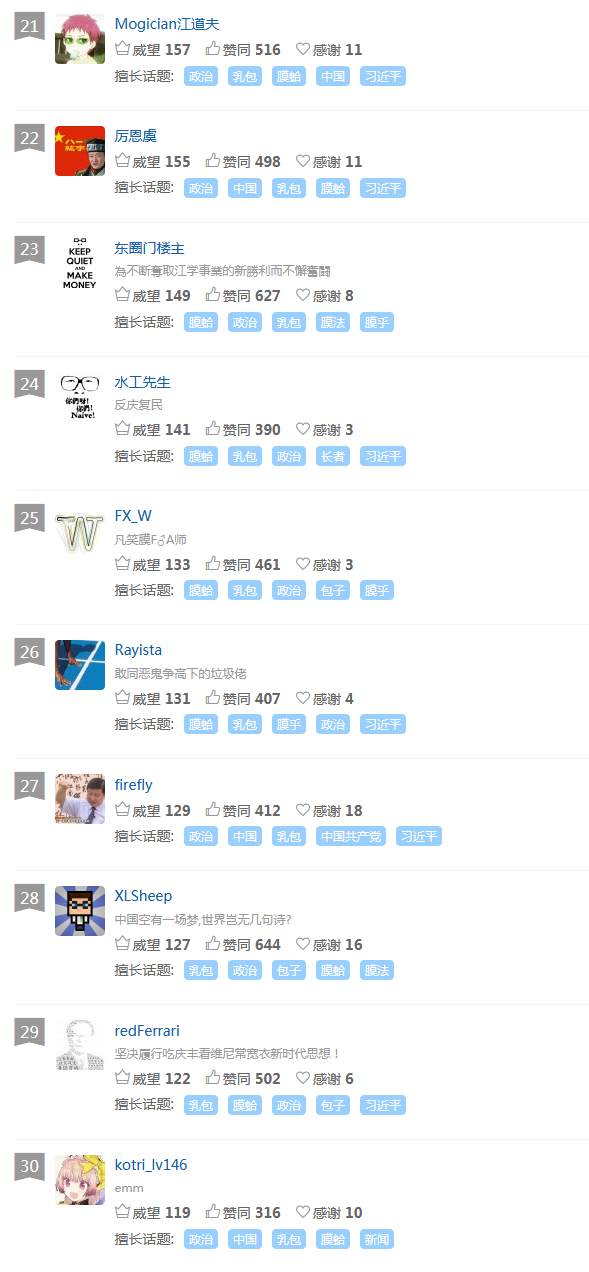 21
Mogician江道夫
威望 157 赞同 516 感谢 11
擅长话题: 政治 乳包 膜蛤 中国 习近平
22
八一
厉恩虞
威望 155 赞同 498 感谢 11
擅长话题: 政治 中国 乳包 膜蛤 习近平
23
KEEP
QUIET
AND
MAKE
MONEY
东圈门楼主
為不斷奪取江学事業的新勝利而不懈奮鬪
威望 149 赞同 627 感谢 8
擅长话题: 膜蛤 政治 乳包 膜法 膜乎
24
你們呀!
你們!
Naive!
水工先生
反庆复民
威望 141 赞同 390 感谢 3
擅长话题: 膜蛤 乳包 政治 长者 习近平
25
W
FX_W
凡笑膜F♂A师
威望 133 赞同 461 感谢 3
擅长话题: 膜蛤 乳包 政治 包子 膜乎
26
Rayista
敢同恶鬼争高下的垃圾佬
威望 131 赞同 407 感谢 4
擅长话题: 膜蛤 乳包 膜乎 政治 习近平
27
firefly
威望 129 赞同 412 感谢 18
擅长话题: 政治 中国 乳包 中国共产党 习近平
28
XLSheep
中国空有一场梦,世界岂无几句诗?
威望 127 赞同 644 感谢 16
擅长话题: 乳包 政治 包子 膜蛤 膜法
29
redFerrari
坚决履行吃庆丰看维尼常宽衣新时代思想！
威望 122 赞同 502 感谢 6
擅长话题: 乳包 膜蛤 政治 包子 习近平
30
kotri_lv146
emm
威望 119 赞同 316 感谢 10
擅长话题: 政治 中国 乳包 膜蛤 新闻